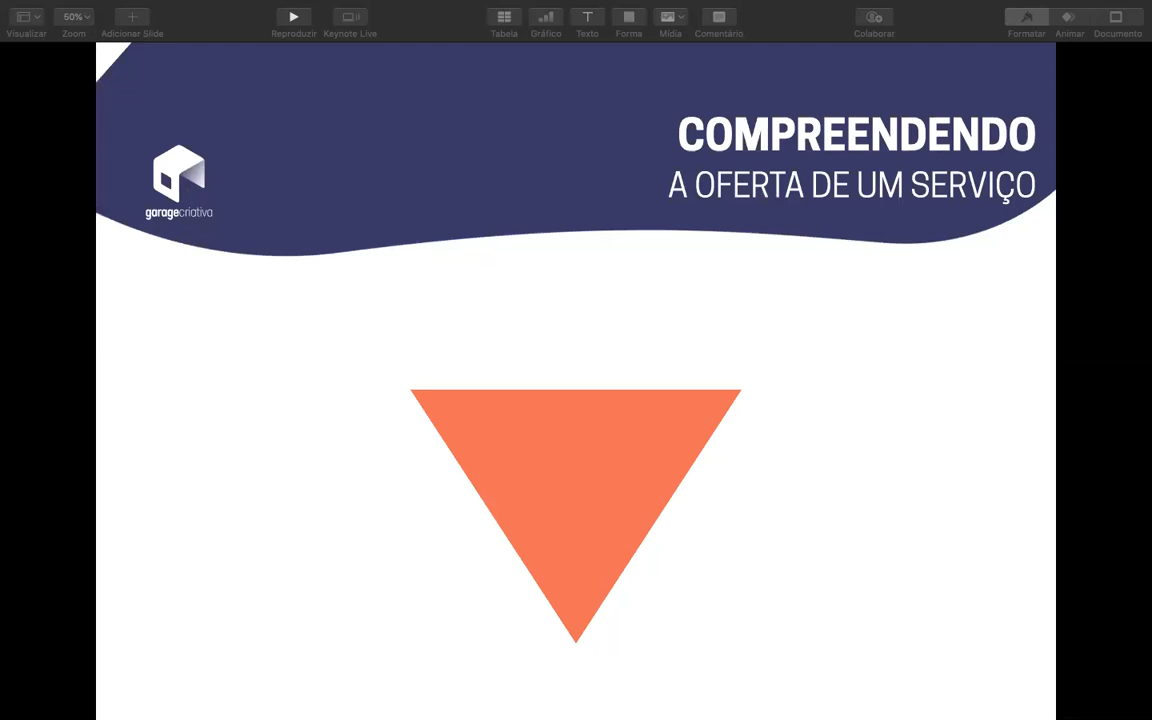 50%
Visualizar
Zoom
Adicionar Slide
Reproduzir
Keynote Live
Tabela
Gráfico
Texto
Forma
Mídia
Comentário
Colaborar
Formatar
Animar
Documento
COMPREENDENDO
A OFERTA DE UM SERVIÇO
garagecriativa